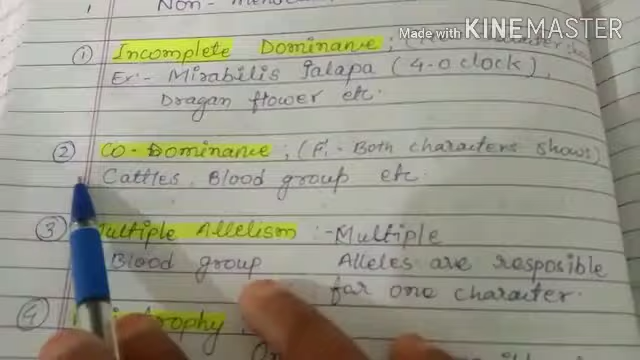 Non-
Made with KINEMASTER
① Incomplete Dominance ;
Ex:- Mirabilis Jalapa (4-o clock),
Dragan flower etc.
② Co-Dominance ; (F₁ - Both characters shows)
Cattles, Blood group etc.
③ Multiple Allelism :- Multiple
Blood group Alleles are resposible
for one character.
④